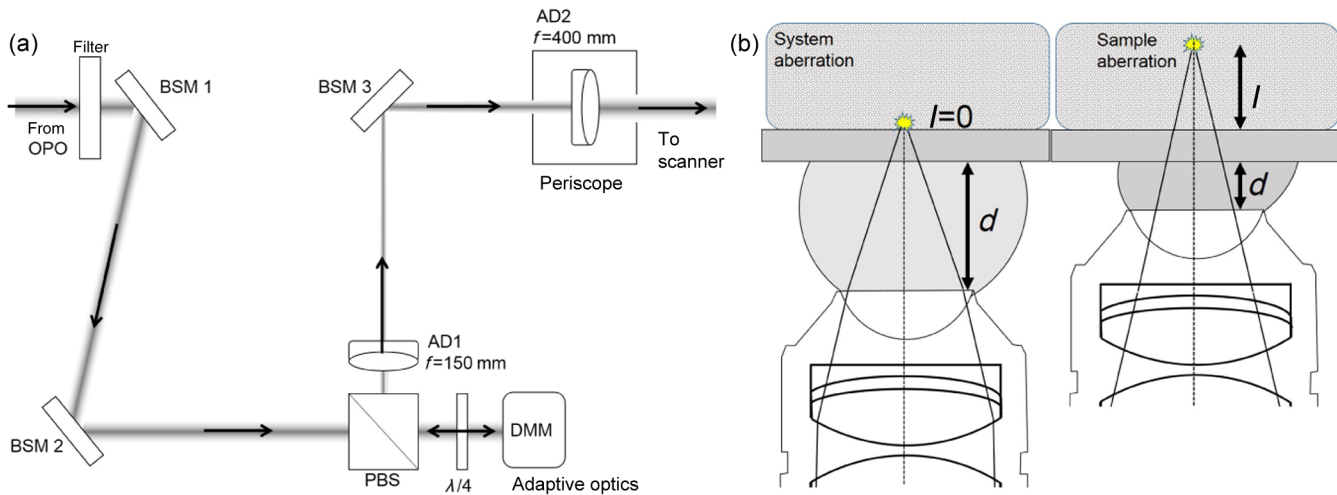 (a)
Filter
BSM 1
From
OPO
BSM 2
BSM 3
AD2
f=400 mm
To
scanner
Periscope
AD1
f=150 mm
DMM
PBS
λ/4
Adaptive optics
(b)
System
aberration
l=0
d
Sample
aberration
l
d